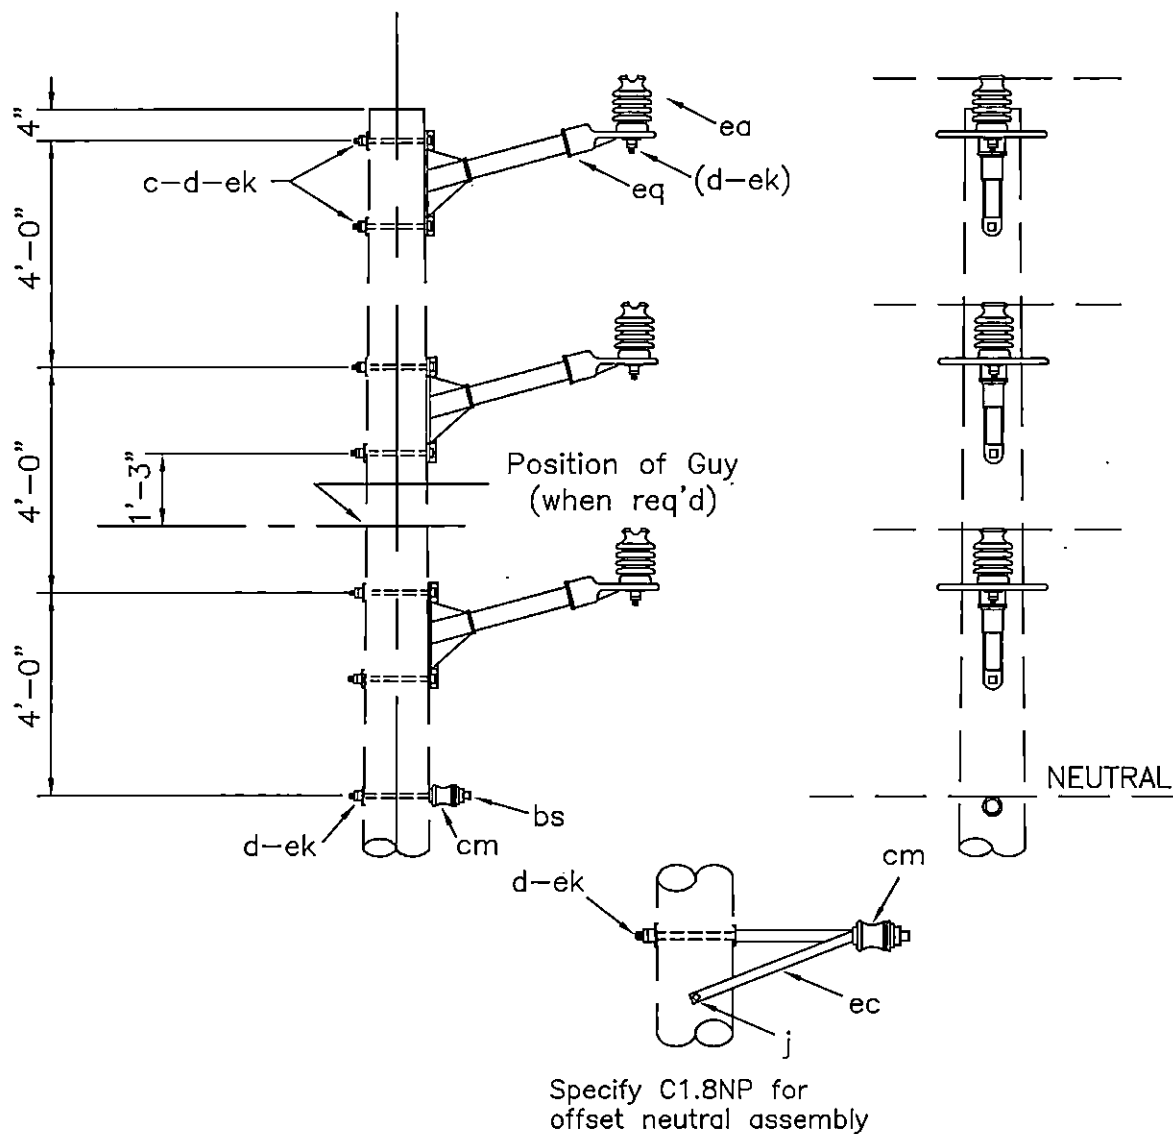 4"
ea
c-d-ek
eq
(d-ek)
4'-0"
4'-0"
1'-3"
Position of Guy
(when req'd)
4'-0"
NEUTRAL
d-ek
cm
bs
d-ek
cm
ec
j
Specify C1.8NP for
offset neutral assembly